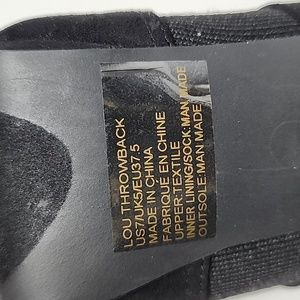 LOU THROWBACK
US7/UK5/EU37.5
MADE IN CHINA
FABRIQUÉ EN CHINE
UPPER:TEXTILE
INNER LINING/SOCK:MAN MADE
OUTSOLE:MAN MADE